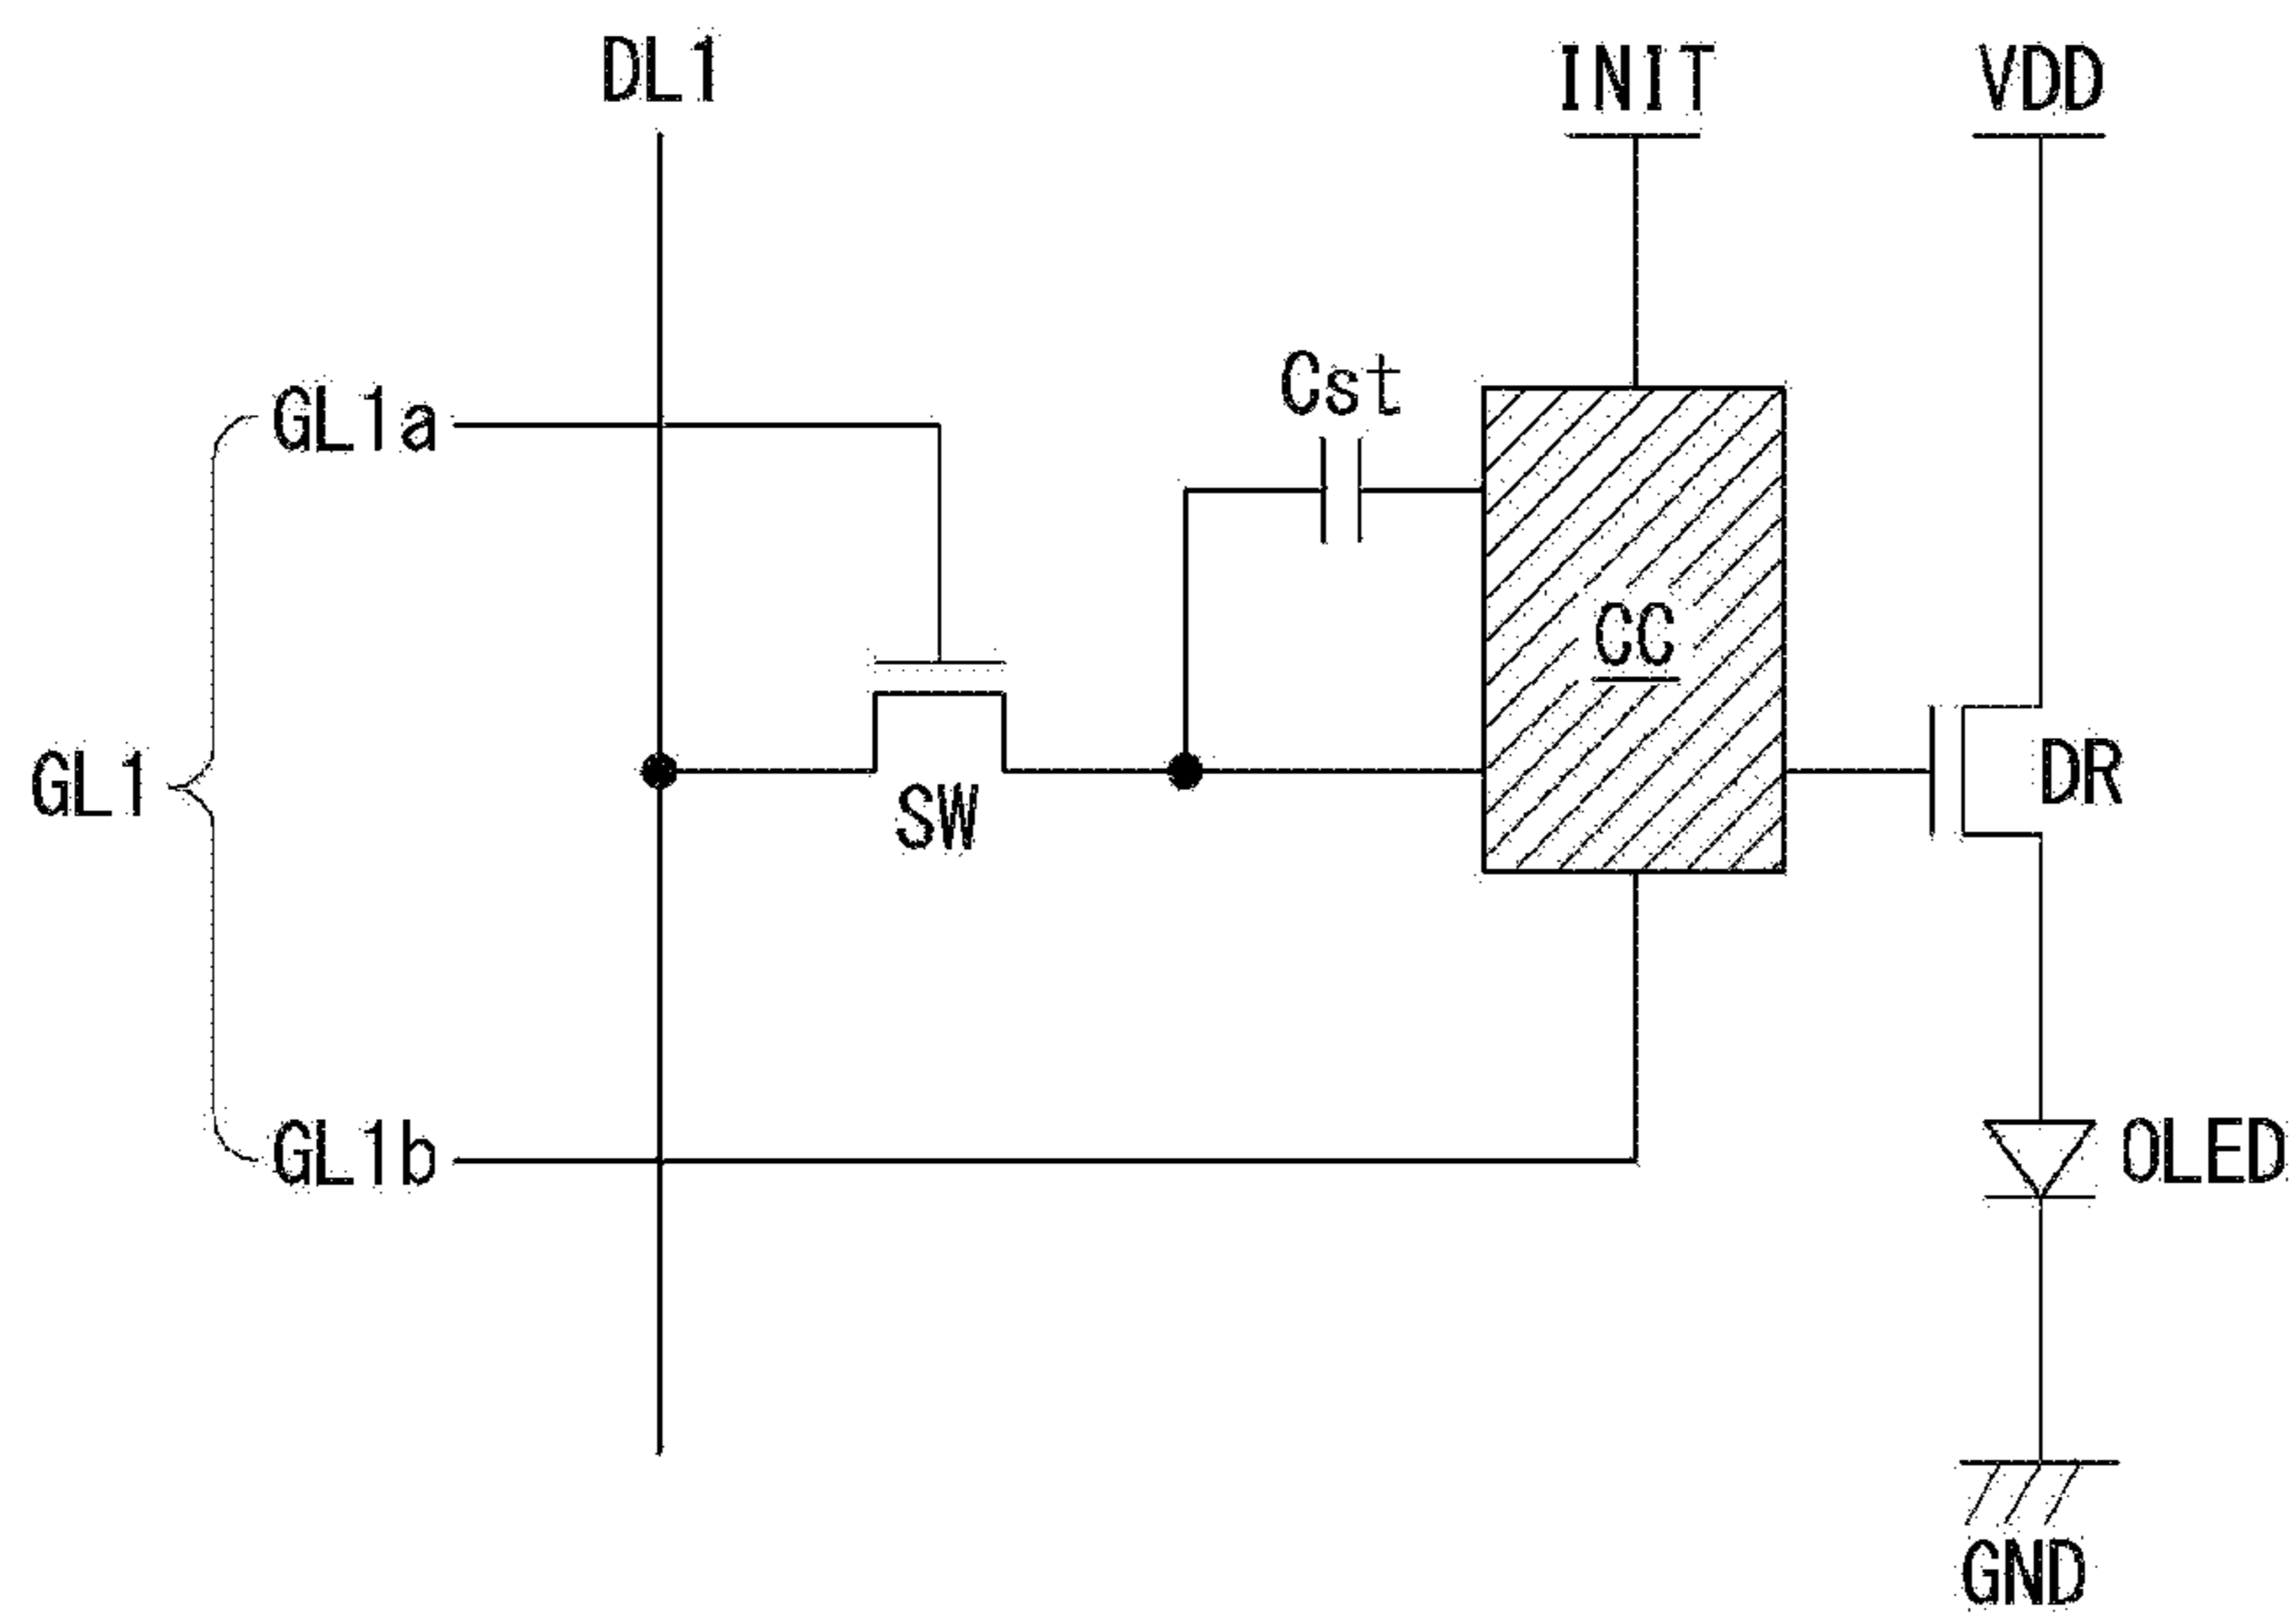 DL1
INIT
VDD
Cst
GL1a
CC
GL1
DR
SW
GL1b
OLED
GND